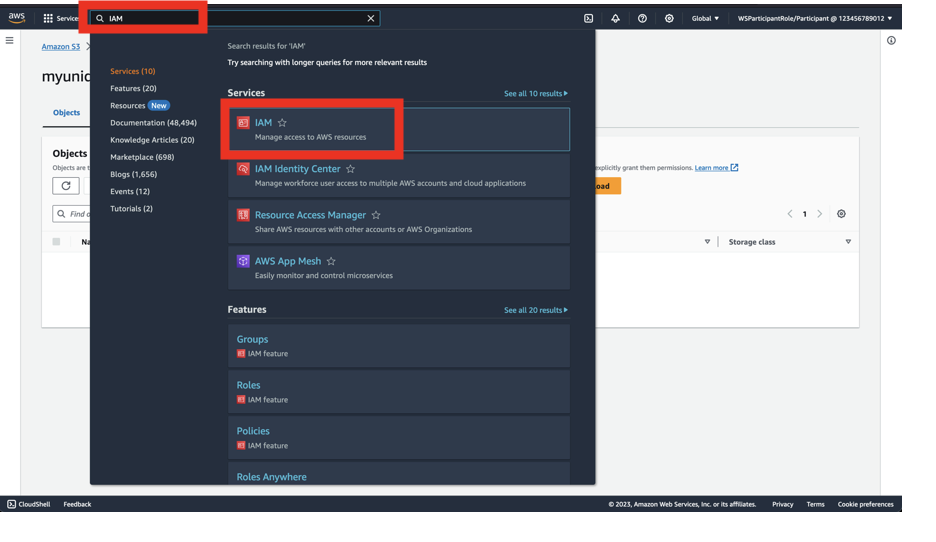 aws
Service
IAM
Global
WSParticipantRole/Participant @ 123456789012
Amazon S3
myunic
Objects
Objects
Objects are t
explicitly grant them permissions. Learn more
oad
Find o
1
Na
Storage class
Search results for 'IAM'
Try searching with longer queries for more relevant results
Services (10)
Features (20)
Resources New
Documentation (48,494)
Knowledge Articles (20)
Marketplace (698)
Blogs (1,656)
Events (12)
Tutorials (2)
Services
See all 10 results
IAM
Manage access to AWS resources
IAM Identity Center
Manage workforce user access to multiple AWS accounts and cloud applications
Resource Access Manager
Share AWS resources with other accounts or AWS Organizations
AWS App Mesh
Easily monitor and control microservices
Features
See all 20 results
Groups
IAM feature
Roles
IAM feature
Policies
IAM feature
Roles Anywhere
CloudShell
Feedback
© 2023, Amazon Web Services, Inc. or its affiliates.
Privacy
Terms
Cookie preferences